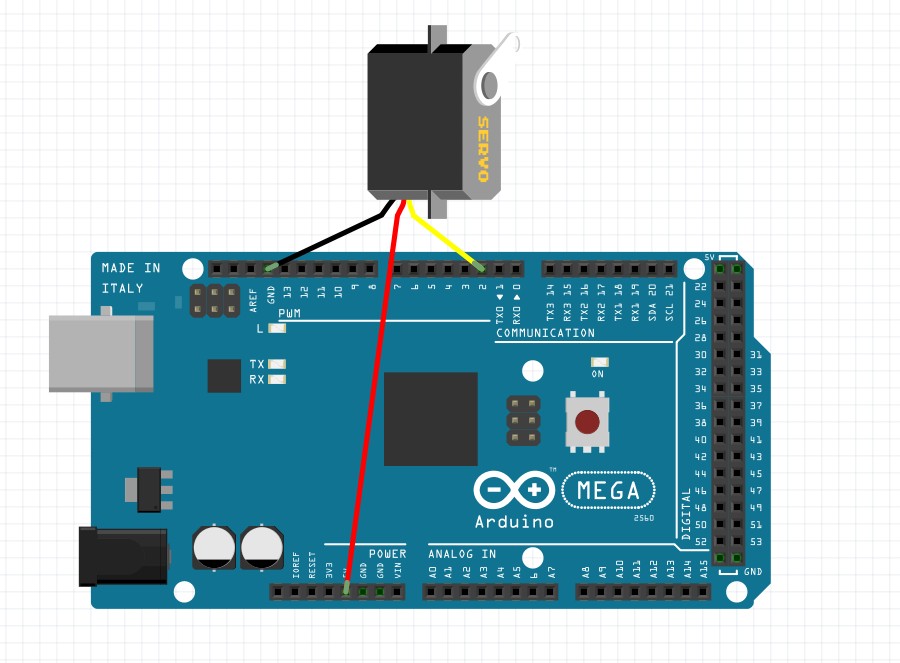 SERVO
MADE IN
ITALY
AREF
GND
13
12
11
10
9
8
7
6
5
4
3
2
TX0 ▶ 1
RX0 ◀ 0
TX3 14
RX3 15
TX2 16
RX2 17
TX1 18
RX1 19
SDA 20
SCL 21
5V
PWM
COMMUNICATION
L
TX
RX
ON
22
24
26
28
30 31
32 33
34 35
36 37
38 39
40 41
42 43
44 45
46 47
48 49
50 51
52 53
GND
DIGITAL
TM
MEGA
2560
Arduino
POWER
ANALOG IN
IOREF
RESET
3V3
GND
GND
VIN
A0
A1
A2
A3
A4
A5
6
A7
A8
A9
A10
A11
A12
A13
A14
A15